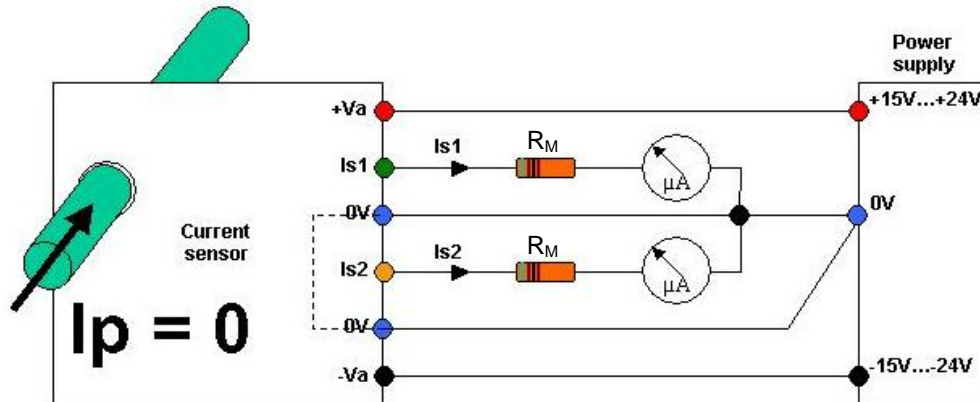 Power
supply
+Va
+15V...+24V
Is1
Is1
RM
µA
0V
0V
Current
sensor
Is2
Is2
RM
µA
Ip = 0
0V
-Va
-15V...-24V